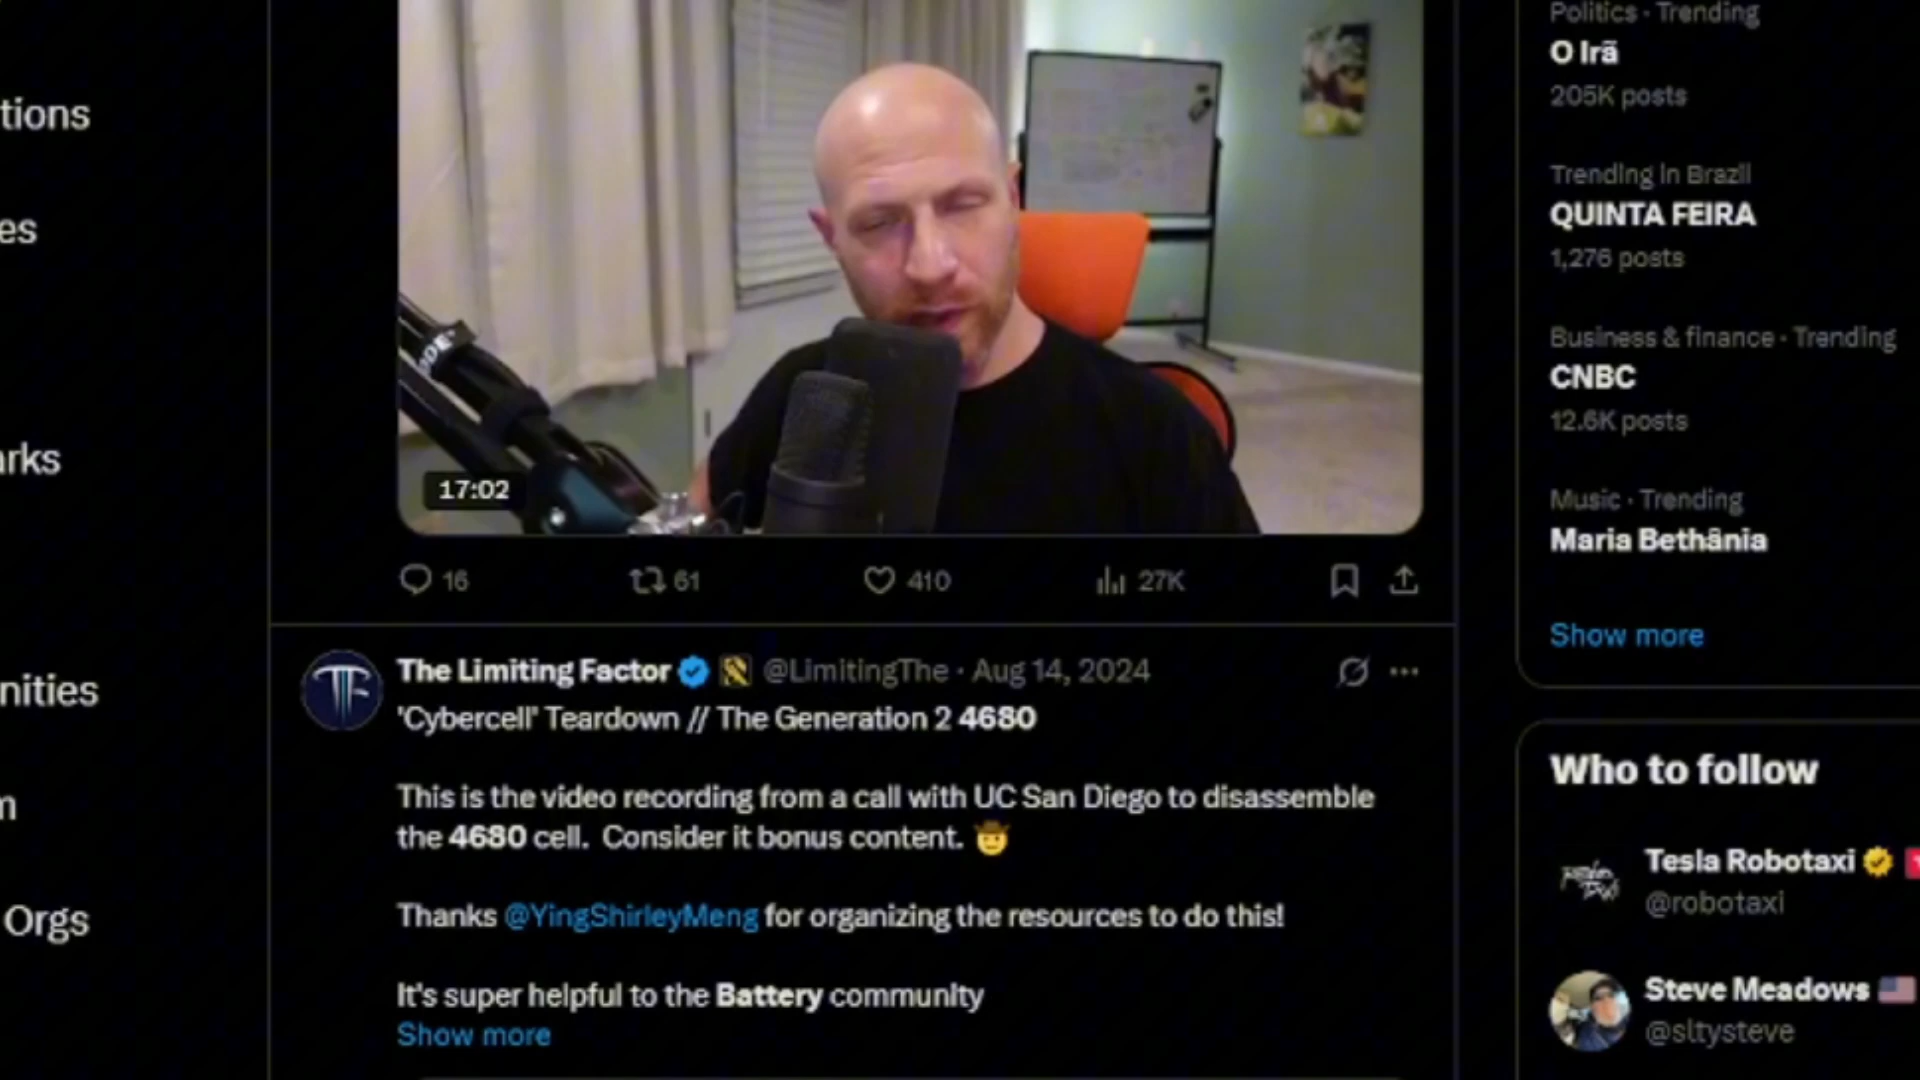 tions
es
arks
nities
m
Orgs
17:02
16
61
410
27K
The Limiting Factor @LimitingThe · Aug 14, 2024
'Cybercell' Teardown // The Generation 2 4680
This is the video recording from a call with UC San Diego to disassemble
the 4680 cell. Consider it bonus content. 🤠
Thanks @YingShirleyMeng for organizing the resources to do this!
It's super helpful to the Battery community
Show more
Politics · Trending
O Irã
205K posts
Trending in Brazil
QUINTA FEIRA
1,276 posts
Business & finance · Trending
CNBC
12.6K posts
Music · Trending
Maria Bethânia
Show more
Who to follow
Tesla Robotaxi
@robotaxi
Steve Meadows
@sltysteve